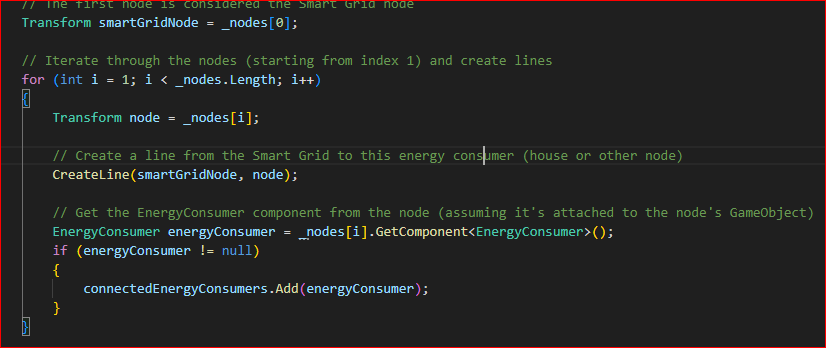 // The first node is considered the Smart Grid node
Transform smartGridNode = _nodes[0];
// Iterate through the nodes (starting from index 1) and create lines
for (int i = 1; i < _nodes.Length; i++)
{
Transform node = _nodes[i];
// Create a line from the Smart Grid to this energy consumer (house or other node)
CreateLine(smartGridNode, node);
// Get the EnergyConsumer component from the node (assuming it's attached to the node's GameObject)
EnergyConsumer energyConsumer = _nodes[i].GetComponent<EnergyConsumer>();
if (energyConsumer != null)
{
connectedEnergyConsumers.Add(energyConsumer);
}
}